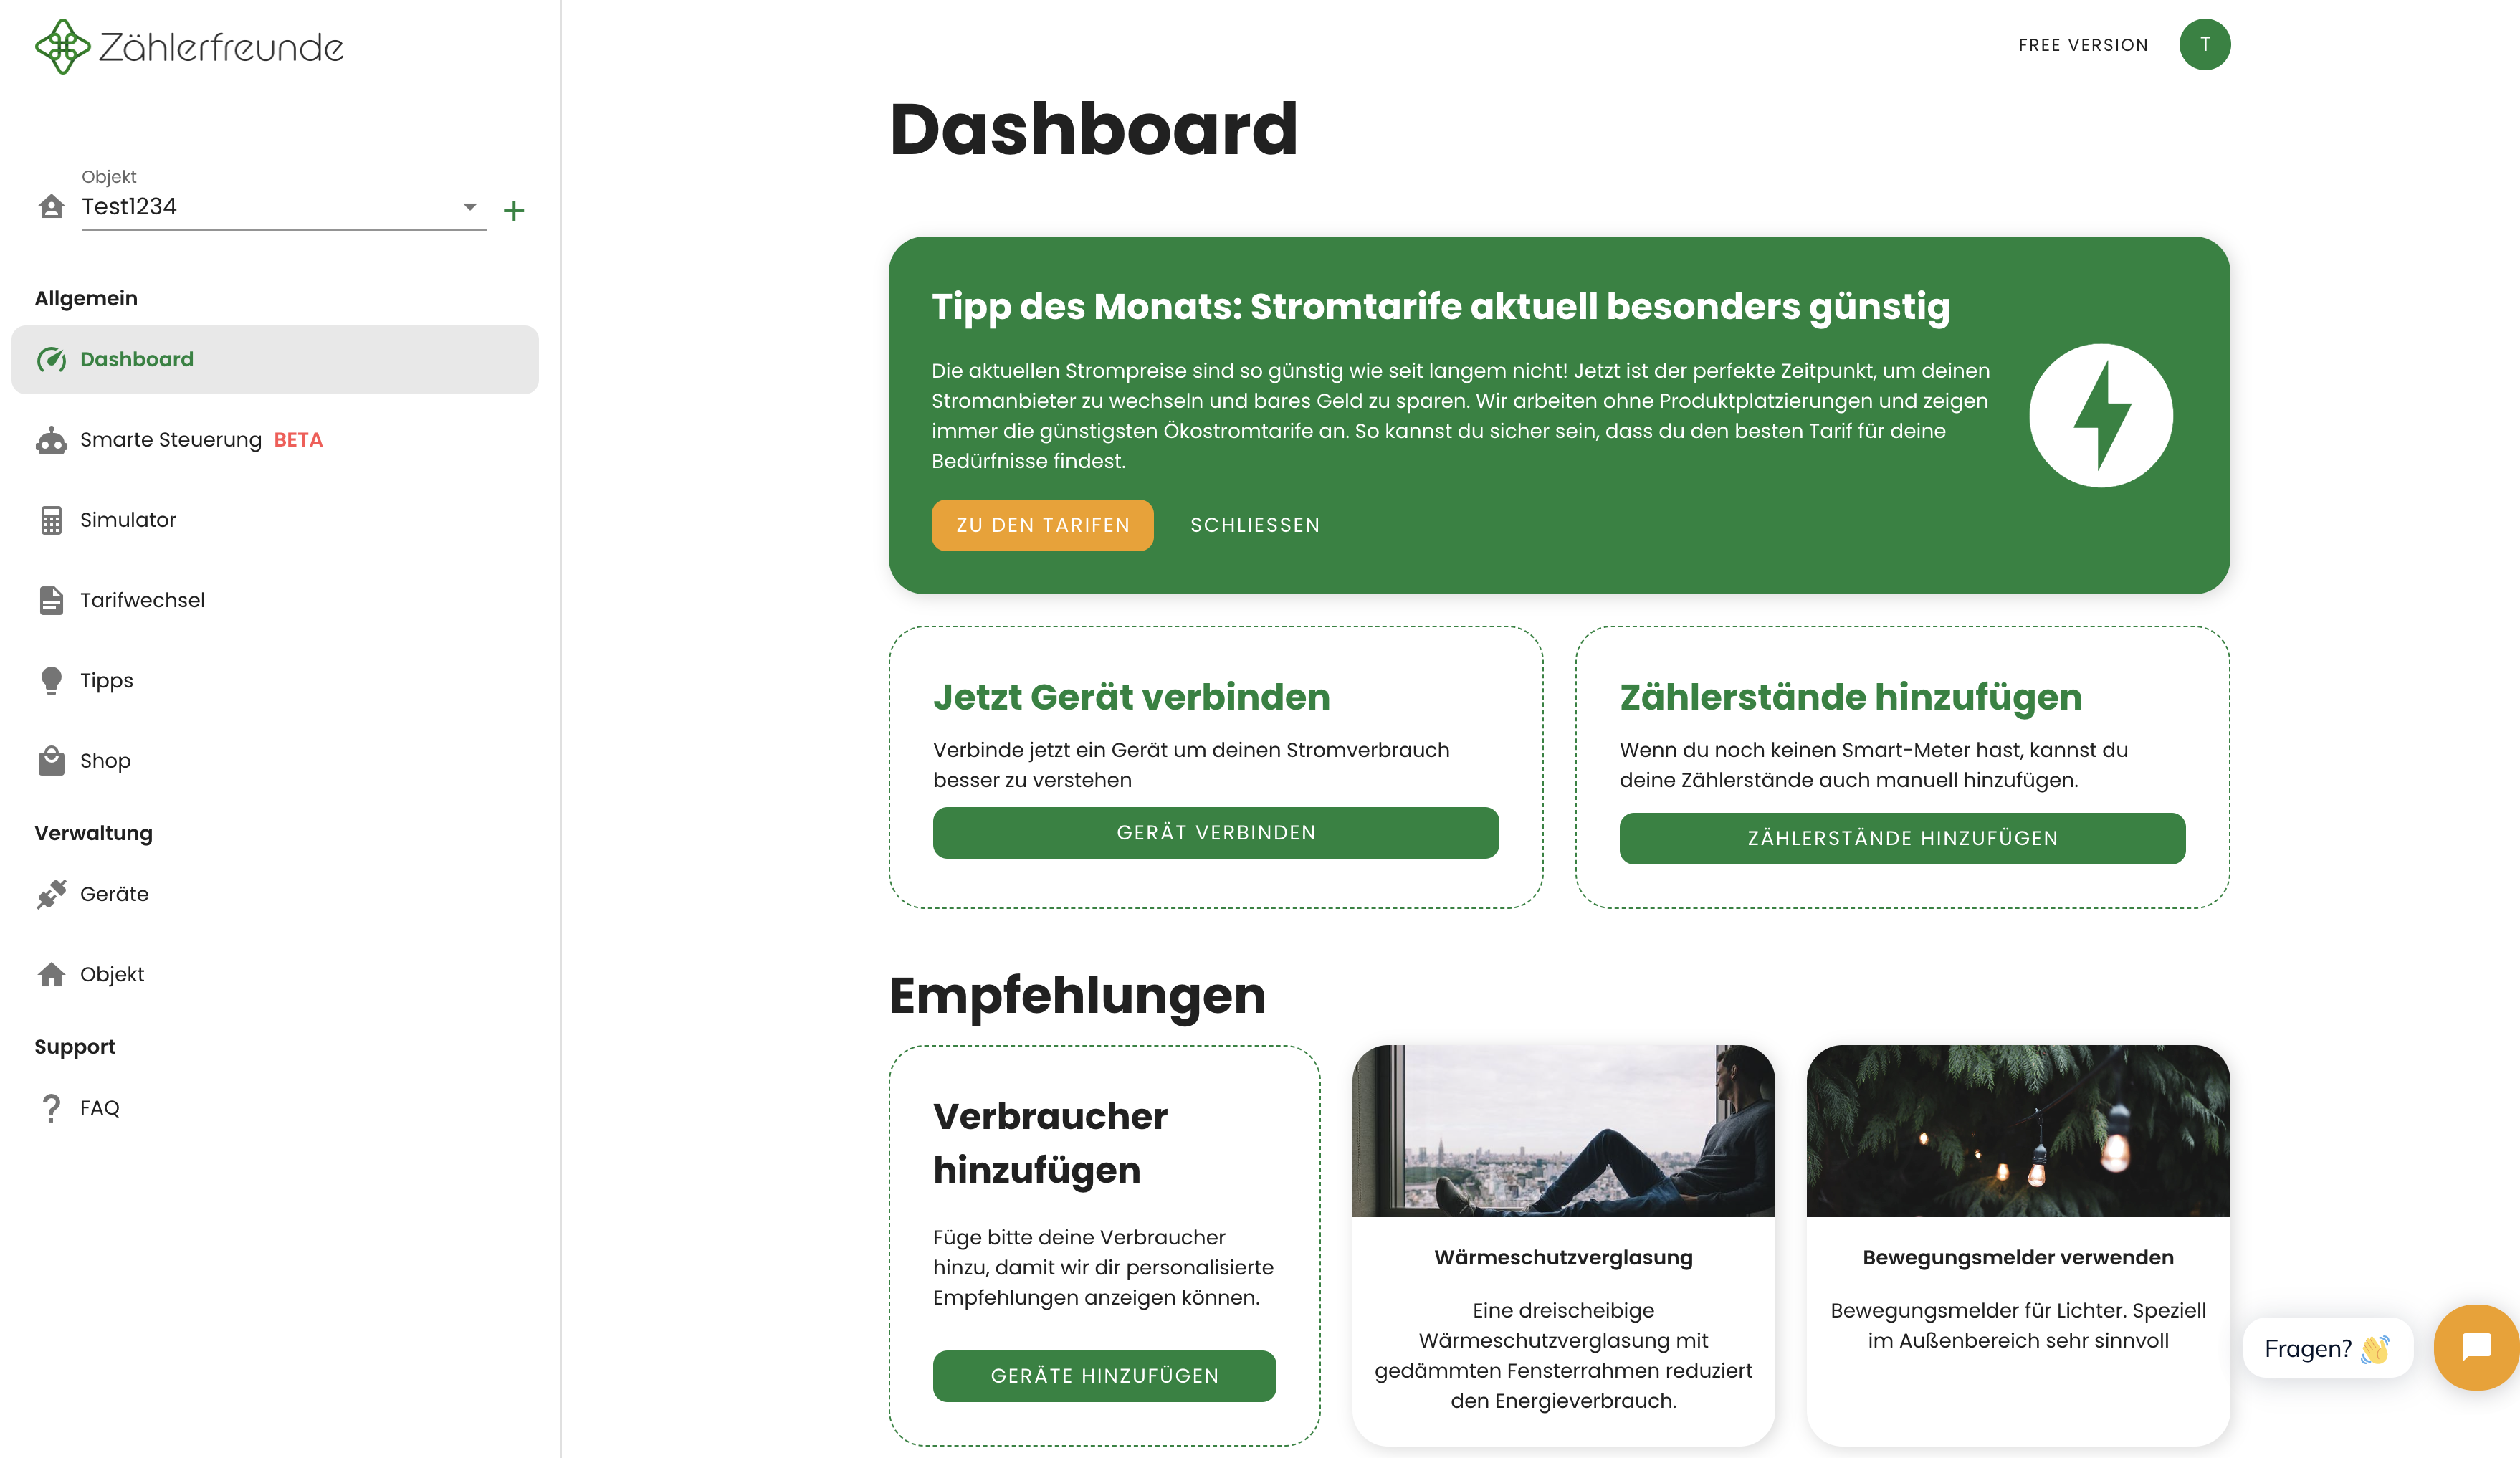 Zählerfreunde
FREE VERSION
T
Objekt
Test1234
Allgemein
Dashboard
Smarte Steuerung BETA
Simulator
Tarifwechsel
Tipps
Shop
Verwaltung
Geräte
Objekt
Support
FAQ
Dashboard
Tipp des Monats: Stromtarife aktuell besonders günstig
Die aktuellen Strompreise sind so günstig wie seit langem nicht! Jetzt ist der perfekte Zeitpunkt, um deinen
Stromanbieter zu wechseln und bares Geld zu sparen. Wir arbeiten ohne Produktplatzierungen und zeigen
immer die günstigsten Ökostromtarife an. So kannst du sicher sein, dass du den besten Tarif für deine
Bedürfnisse findest.
ZU DEN TARIFEN
SCHLIESSEN
Jetzt Gerät verbinden
Verbinde jetzt ein Gerät um deinen Stromverbrauch
besser zu verstehen
GERÄT VERBINDEN
Zählerstände hinzufügen
Wenn du noch keinen Smart-Meter hast, kannst du
deine Zählerstände auch manuell hinzufügen.
ZÄHLERSTÄNDE HINZUFÜGEN
Empfehlungen
Verbraucher
hinzufügen
Füge bitte deine Verbraucher
hinzu, damit wir dir personalisierte
Empfehlungen anzeigen können.
GERÄTE HINZUFÜGEN
Wärmeschutzverglasung
Eine dreischeibige
Wärmeschutzverglasung mit
gedämmten Fensterrahmen reduziert
den Energieverbrauch.
Bewegungsmelder verwenden
Bewegungsmelder für Lichter. Speziell
im Außenbereich sehr sinnvoll
Fragen? 👋